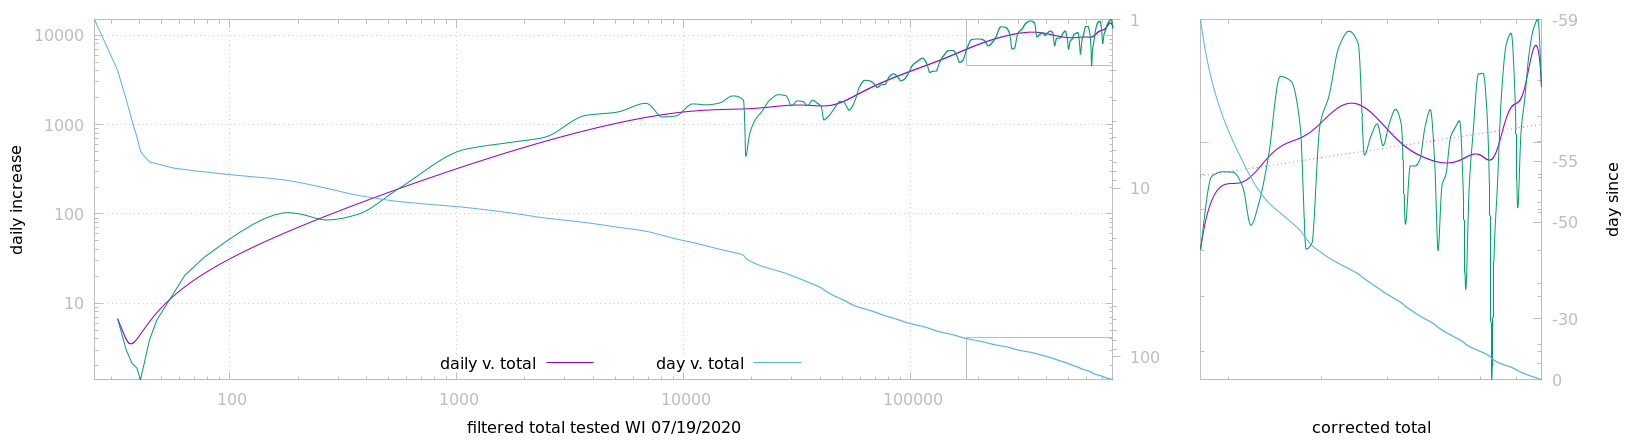 10000
1000
100
10
daily increase
100
1000
10000
100000
filtered total tested WI 07/19/2020
daily v. total
day v. total
1
10
100
-59
-55
-50
-30
0
day since
corrected total